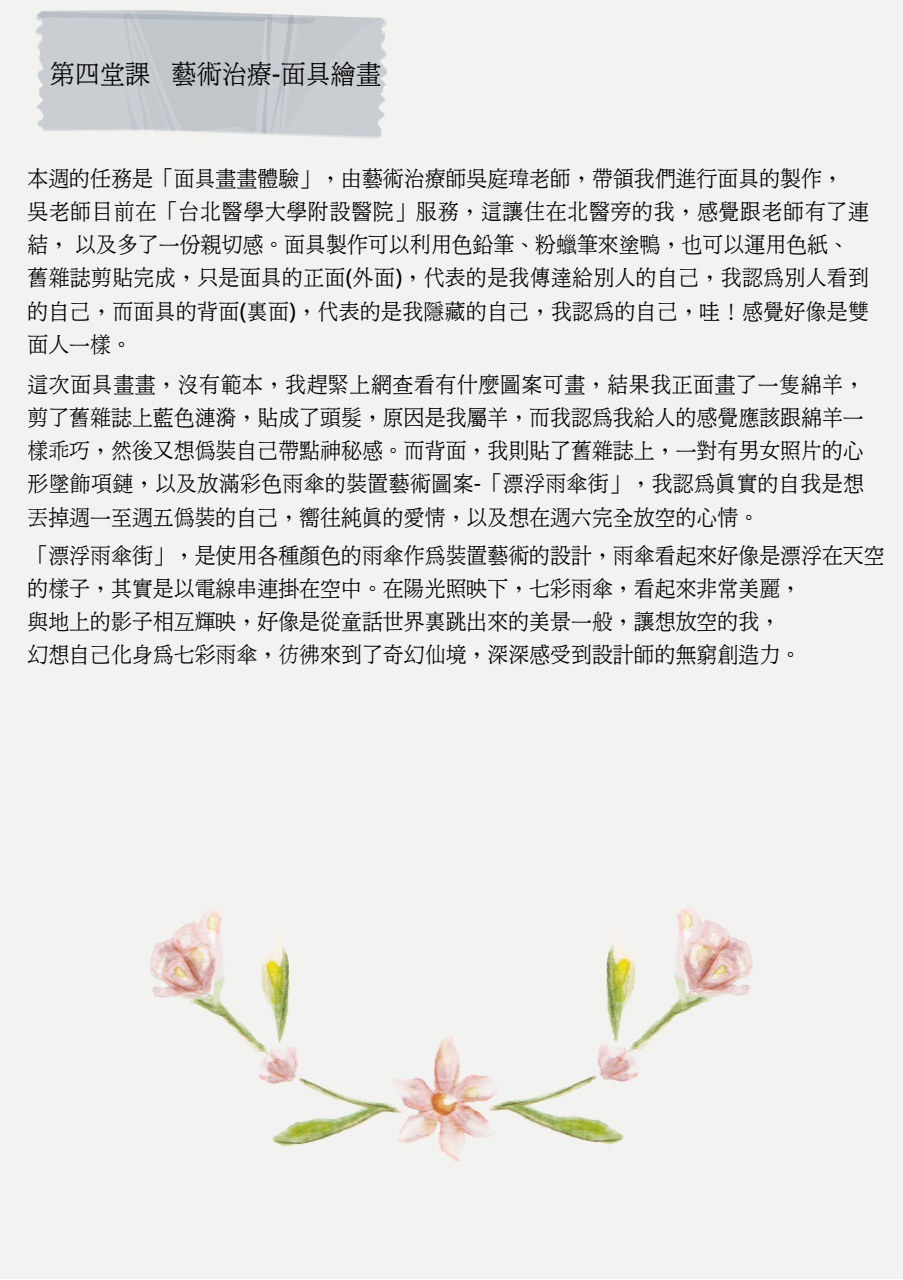 第四堂課 藝術治療-面具繪畫
本週的任務是「面具畫畫體驗」，由藝術治療師吳庭瑋老師，帶領我們進行面具的製作，
吳老師目前在「台北醫學大學附設醫院」服務，這讓住在北醫旁的我，感覺跟老師有了連
結， 以及多了一份親切感。面具製作可以利用色鉛筆、粉蠟筆來塗鴨，也可以運用色紙、
舊雜誌剪貼完成，只是面具的正面(外面)，代表的是我傳達給別人的自己，我認爲別人看到
的自己，而面具的背面(裏面)，代表的是我隱藏的自己，我認爲的自己，哇！感覺好像是雙
面人一樣。
這次面具畫畫，沒有範本，我趕緊上網查看有什麼圖案可畫，結果我正面畫了一隻綿羊，
剪了舊雜誌上藍色漣漪，貼成了頭髮，原因是我屬羊，而我認爲我給人的感覺應該跟綿羊一
樣乖巧，然後又想僞裝自己帶點神秘感。而背面，我則貼了舊雜誌上，一對有男女照片的心
形墜飾項鏈，以及放滿彩色雨傘的裝置藝術圖案-「漂浮雨傘街」，我認爲眞實的自我是想
丟掉週一至週五僞裝的自己，嚮往純眞的愛情，以及想在週六完全放空的心情。
「漂浮雨傘街」，是使用各種顏色的雨傘作爲裝置藝術的設計，雨傘看起來好像是漂浮在天空
的樣子，其實是以電線串連掛在空中。在陽光照映下，七彩雨傘，看起來非常美麗，
與地上的影子相互輝映，好像是從童話世界裏跳出來的美景一般，讓想放空的我，
幻想自己化身爲七彩雨傘，彷彿來到了奇幻仙境，深深感受到設計師的無窮創造力。